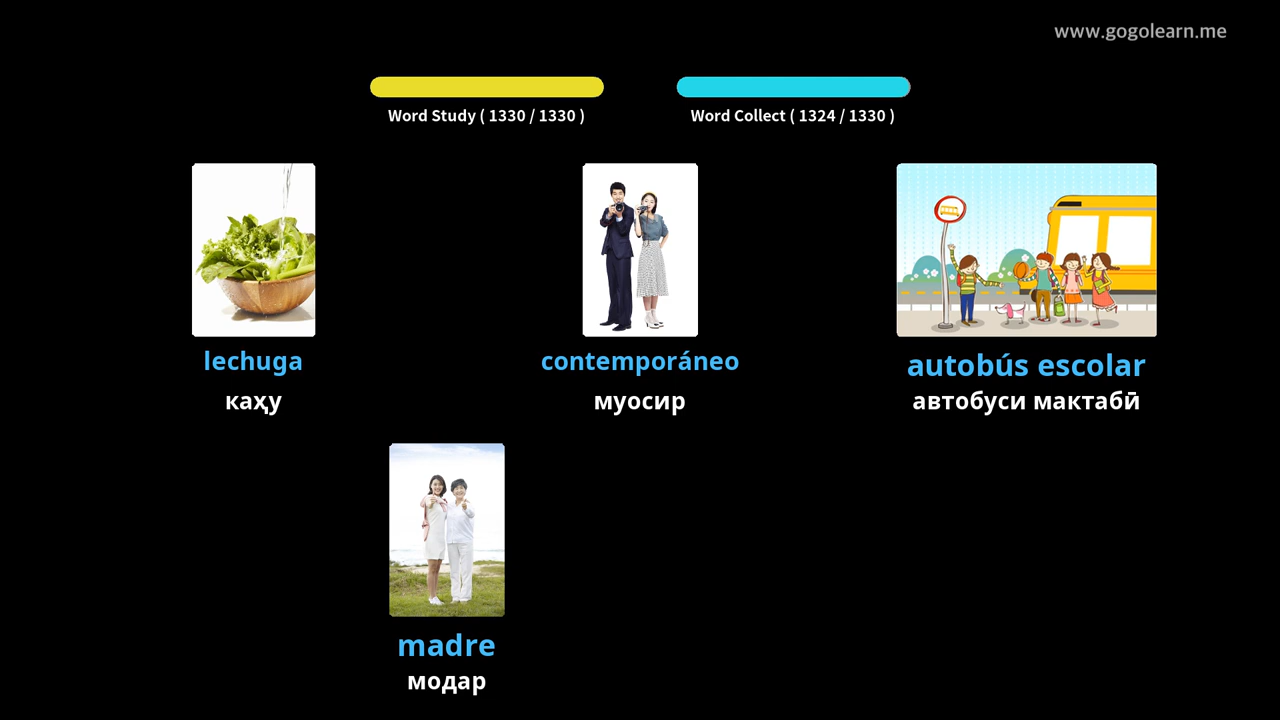 www.gogolearn.me
Word Study ( 1330 / 1330 )
Word Collect ( 1324 / 1330 )
lechuga
contemporáneo
autobús escolar
каҳу
муосир
автобуси мактабӣ
madre
модар